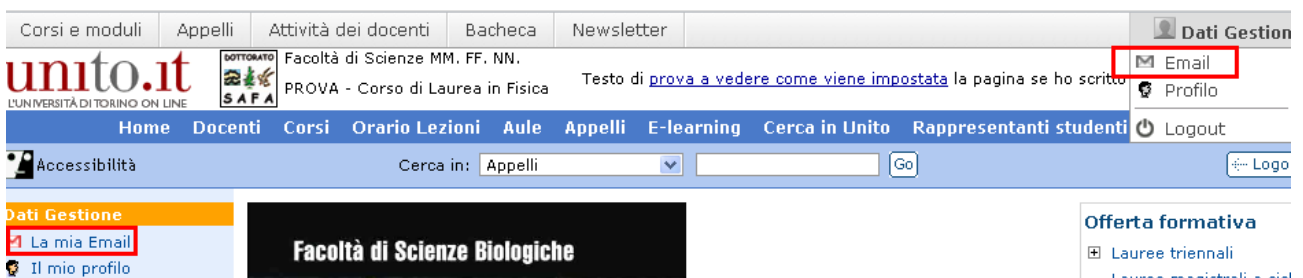 Corsi e moduli Appelli Attività dei docenti Bacheca Newsletter Dati Gestion
Email
Profilo
Logout
unito.it
L'UNIVERSITÀ DI TORINO ON LINE
DOTTORATO
SAFA
Facoltà di Scienze MM. FF. NN.
PROVA - Corso di Laurea in Fisica
Testo di prova a vedere come viene impostata la pagina se ho scritto
Home Docenti Corsi Orario Lezioni Aule Appelli E-learning Cerca in Unito Rappresentanti studenti
Accessibilità Cerca in: Appelli Go Logo
Dati Gestione
La mia Email
Il mio profilo
Facoltà di Scienze Biologiche
Offerta formativa
Lauree triennali